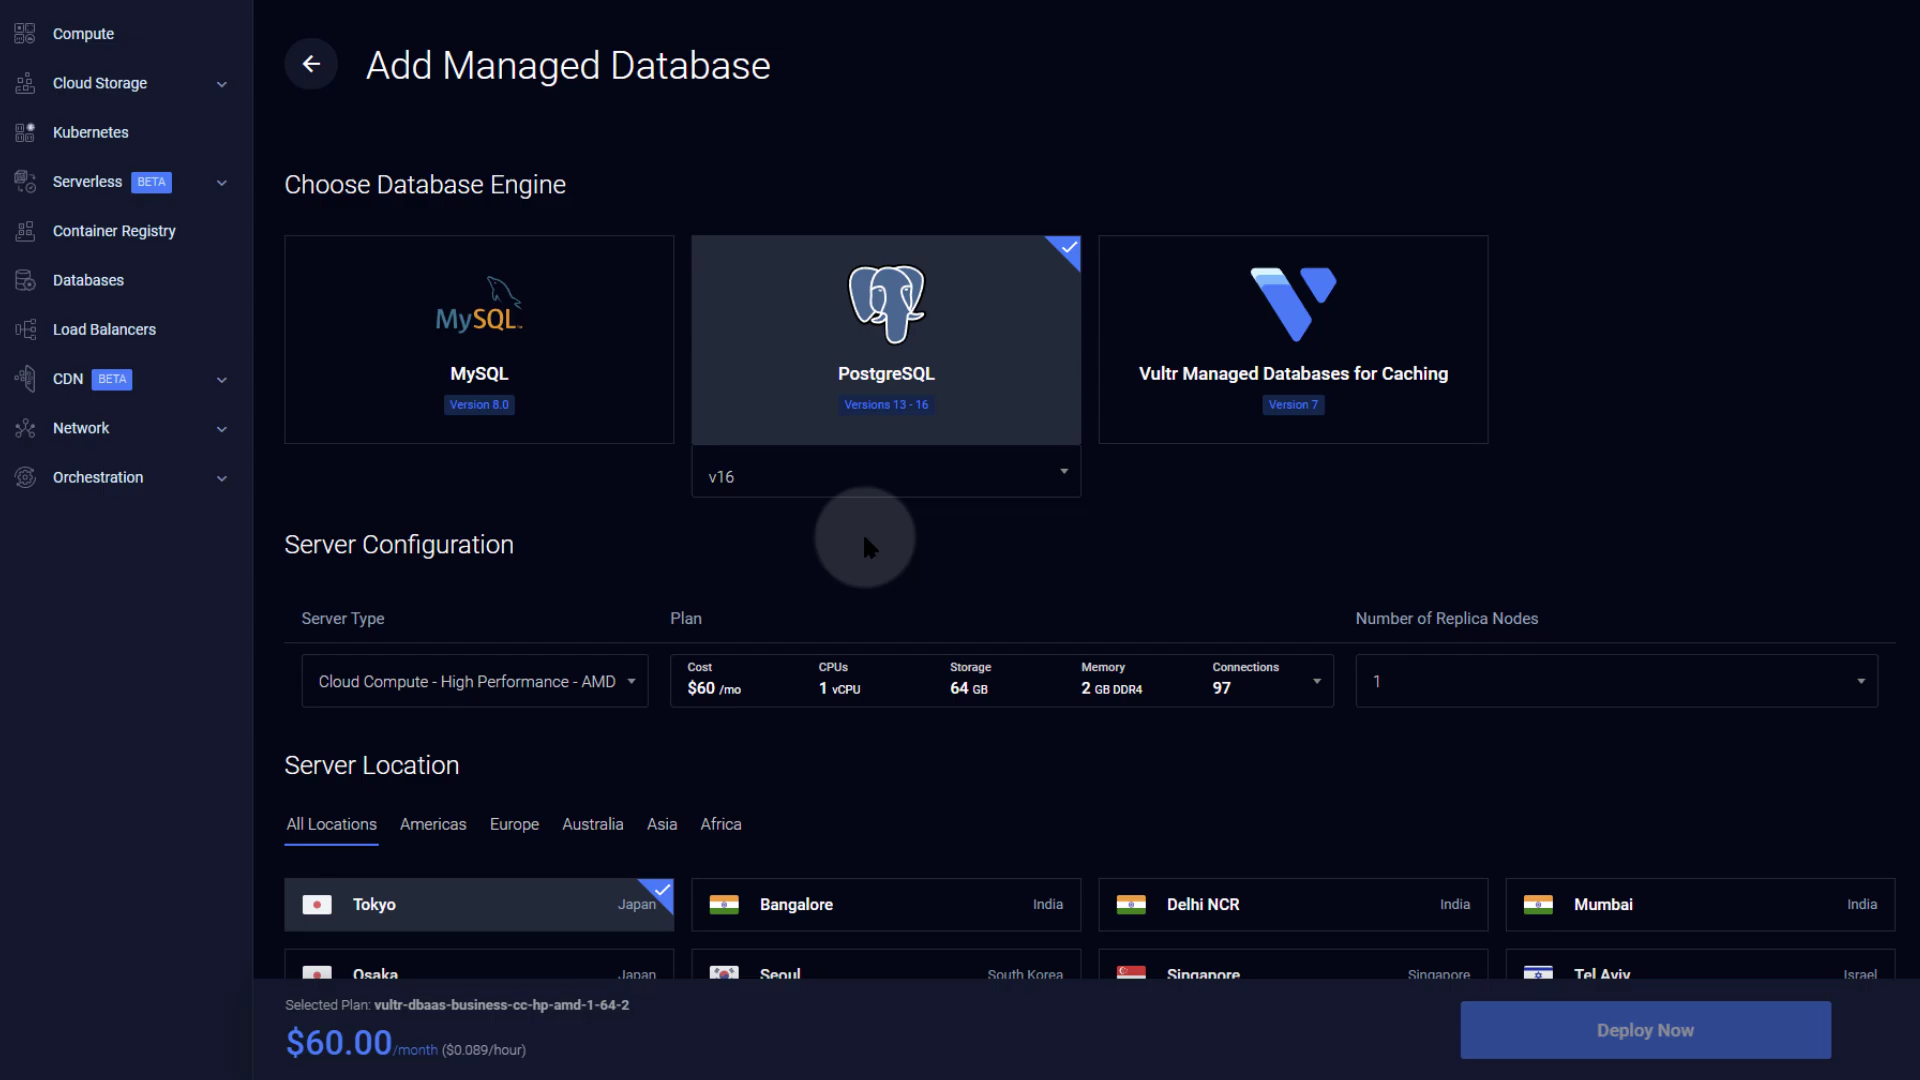 Compute
Cloud Storage
Kubernetes
Serverless BETA
Container Registry
Databases
Load Balancers
CDN BETA
Network
Orchestration
Add Managed Database
Choose Database Engine
MySQL™
MySQL
Version 8.0
PostgreSQL
Versions 13 - 16
v16
Vultr Managed Databases for Caching
Version 7
Server Configuration
Server Type Plan Number of Replica Nodes
Cloud Compute - High Performance - AMD
Cost CPUs Storage Memory Connections
$60 /mo 1 vCPU 64 GB 2 GB DDR4 97
1
Server Location
All Locations Americas Europe Australia Asia Africa
Tokyo Japan Bangalore India Delhi NCR India Mumbai India
Osaka Japan Seoul South Korea Singapore Singapore Tel Aviv Israel
Selected Plan: vultr-dbaas-business-cc-hp-amd-1-64-2
$60.00/month ($0.089/hour)
Deploy Now